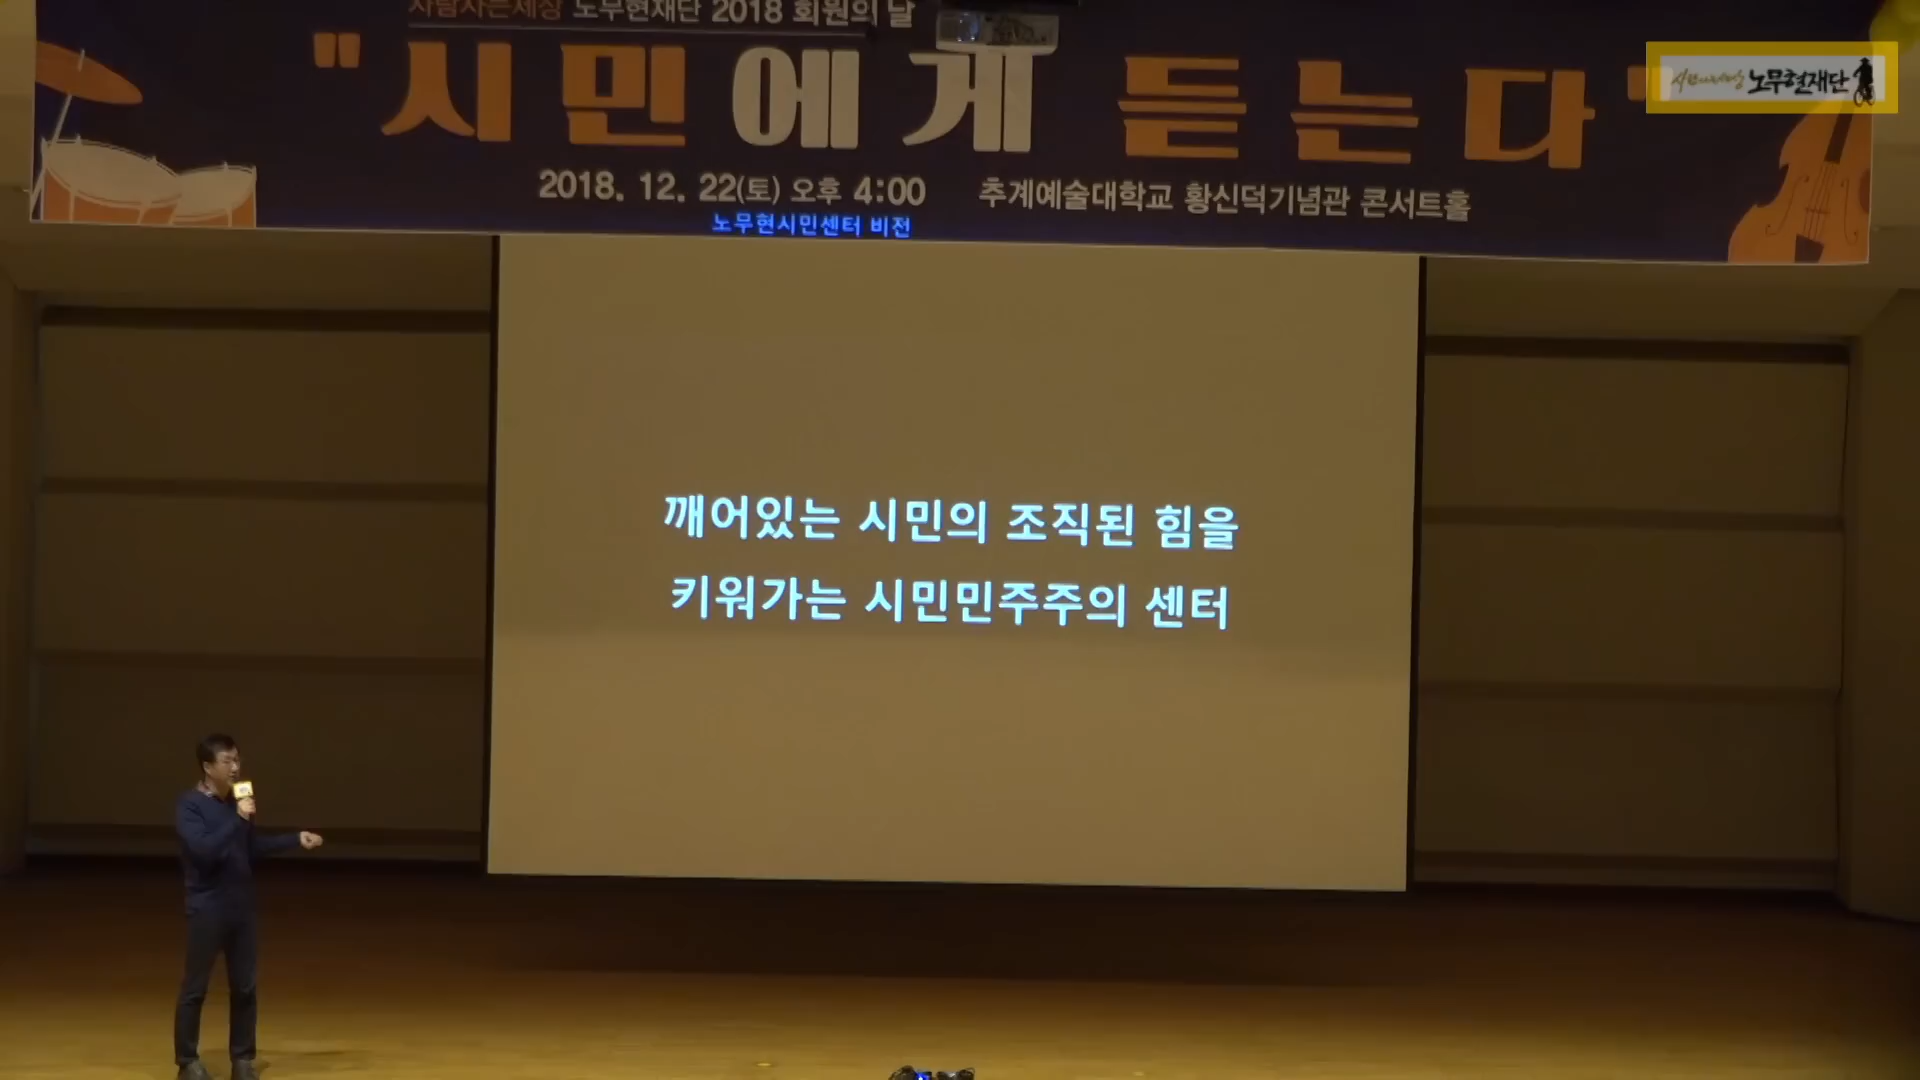 사람사는세상 노무현재단 2018 회원의 날
"시민에게 듣는다"
2018. 12. 22(토) 오후 4:00 추계예술대학교 황신덕기념관 콘서트홀
노무현시민센터 비전
깨어있는 시민의 조직된 힘을
키워가는 시민민주주의 센터
사람사는세상 노무현재단